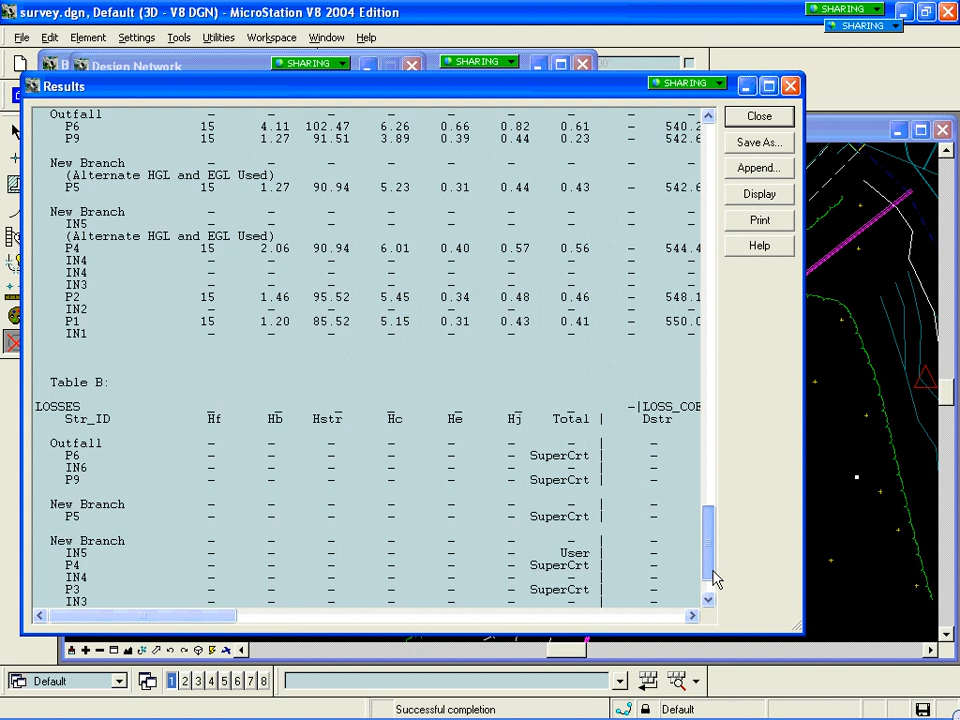 survey.dgn, Default (3D - V8 DGN) - MicroStation V8 2004 Edition
SHARING
SHARING
File Edit Element Settings Tools Utilities Workspace Window Help
B Design Network SHARING SHARING
Results SHARING
Outfall – – – – – – – – –
P6 15 4.11 102.47 6.26 0.66 0.82 0.61 – 540.2
P9 15 1.27 91.51 3.89 0.39 0.44 0.23 – 542.6
New Branch – – – – – – – – –
(Alternate HGL and EGL Used)
P5 15 1.27 90.94 5.23 0.31 0.44 0.43 – 542.6
New Branch – – – – – – – – –
IN5 – – – – – – – – –
(Alternate HGL and EGL Used)
P4 15 2.06 90.94 6.01 0.40 0.57 0.56 – 544.4
IN4 – – – – – – – – –
IN4 – – – – – – – – –
IN3 – – – – – – – – –
P2 15 1.46 95.52 5.45 0.34 0.48 0.46 – 548.1
IN2 – – – – – – – – –
P1 15 1.20 85.52 5.15 0.31 0.43 0.41 – 550.0
IN1 – – – – – – – – –
Table B:
LOSSES – – – – – – – –|LOSS_COE
Str_ID Hf Hb Hstr Hc He Hj Total | Dstr
Outfall – – – – – – – | –
P6 – – – – – – SuperCrt | –
IN6 – – – – – – – | –
P9 – – – – – – SuperCrt | –
New Branch – – – – – – – | –
P5 – – – – – – SuperCrt | –
New Branch – – – – – – – | –
IN5 – – – – – – User | –
P4 – – – – – – SuperCrt | –
IN4 – – – – – – – | –
P3 – – – – – – SuperCrt | –
IN3 – – – – – – – | –
Close
Save As...
Append...
Display
Print
Help
Default 1 2 3 4 5 6 7 8
Successful completion Default